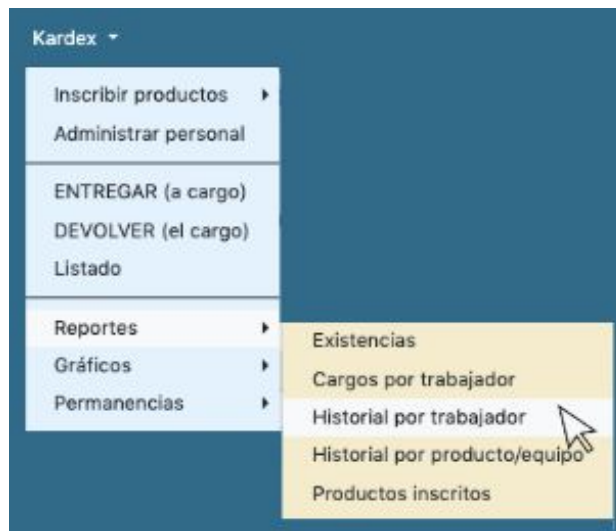 Kardex
Inscribir productos
Administrar personal
ENTREGAR (a cargo)
DEVOLVER (el cargo)
Listado
Reportes
Gráficos
Permanencias
Existencias
Cargos por trabajador
Historial por trabajador
Historial por producto/equipo
Productos inscritos